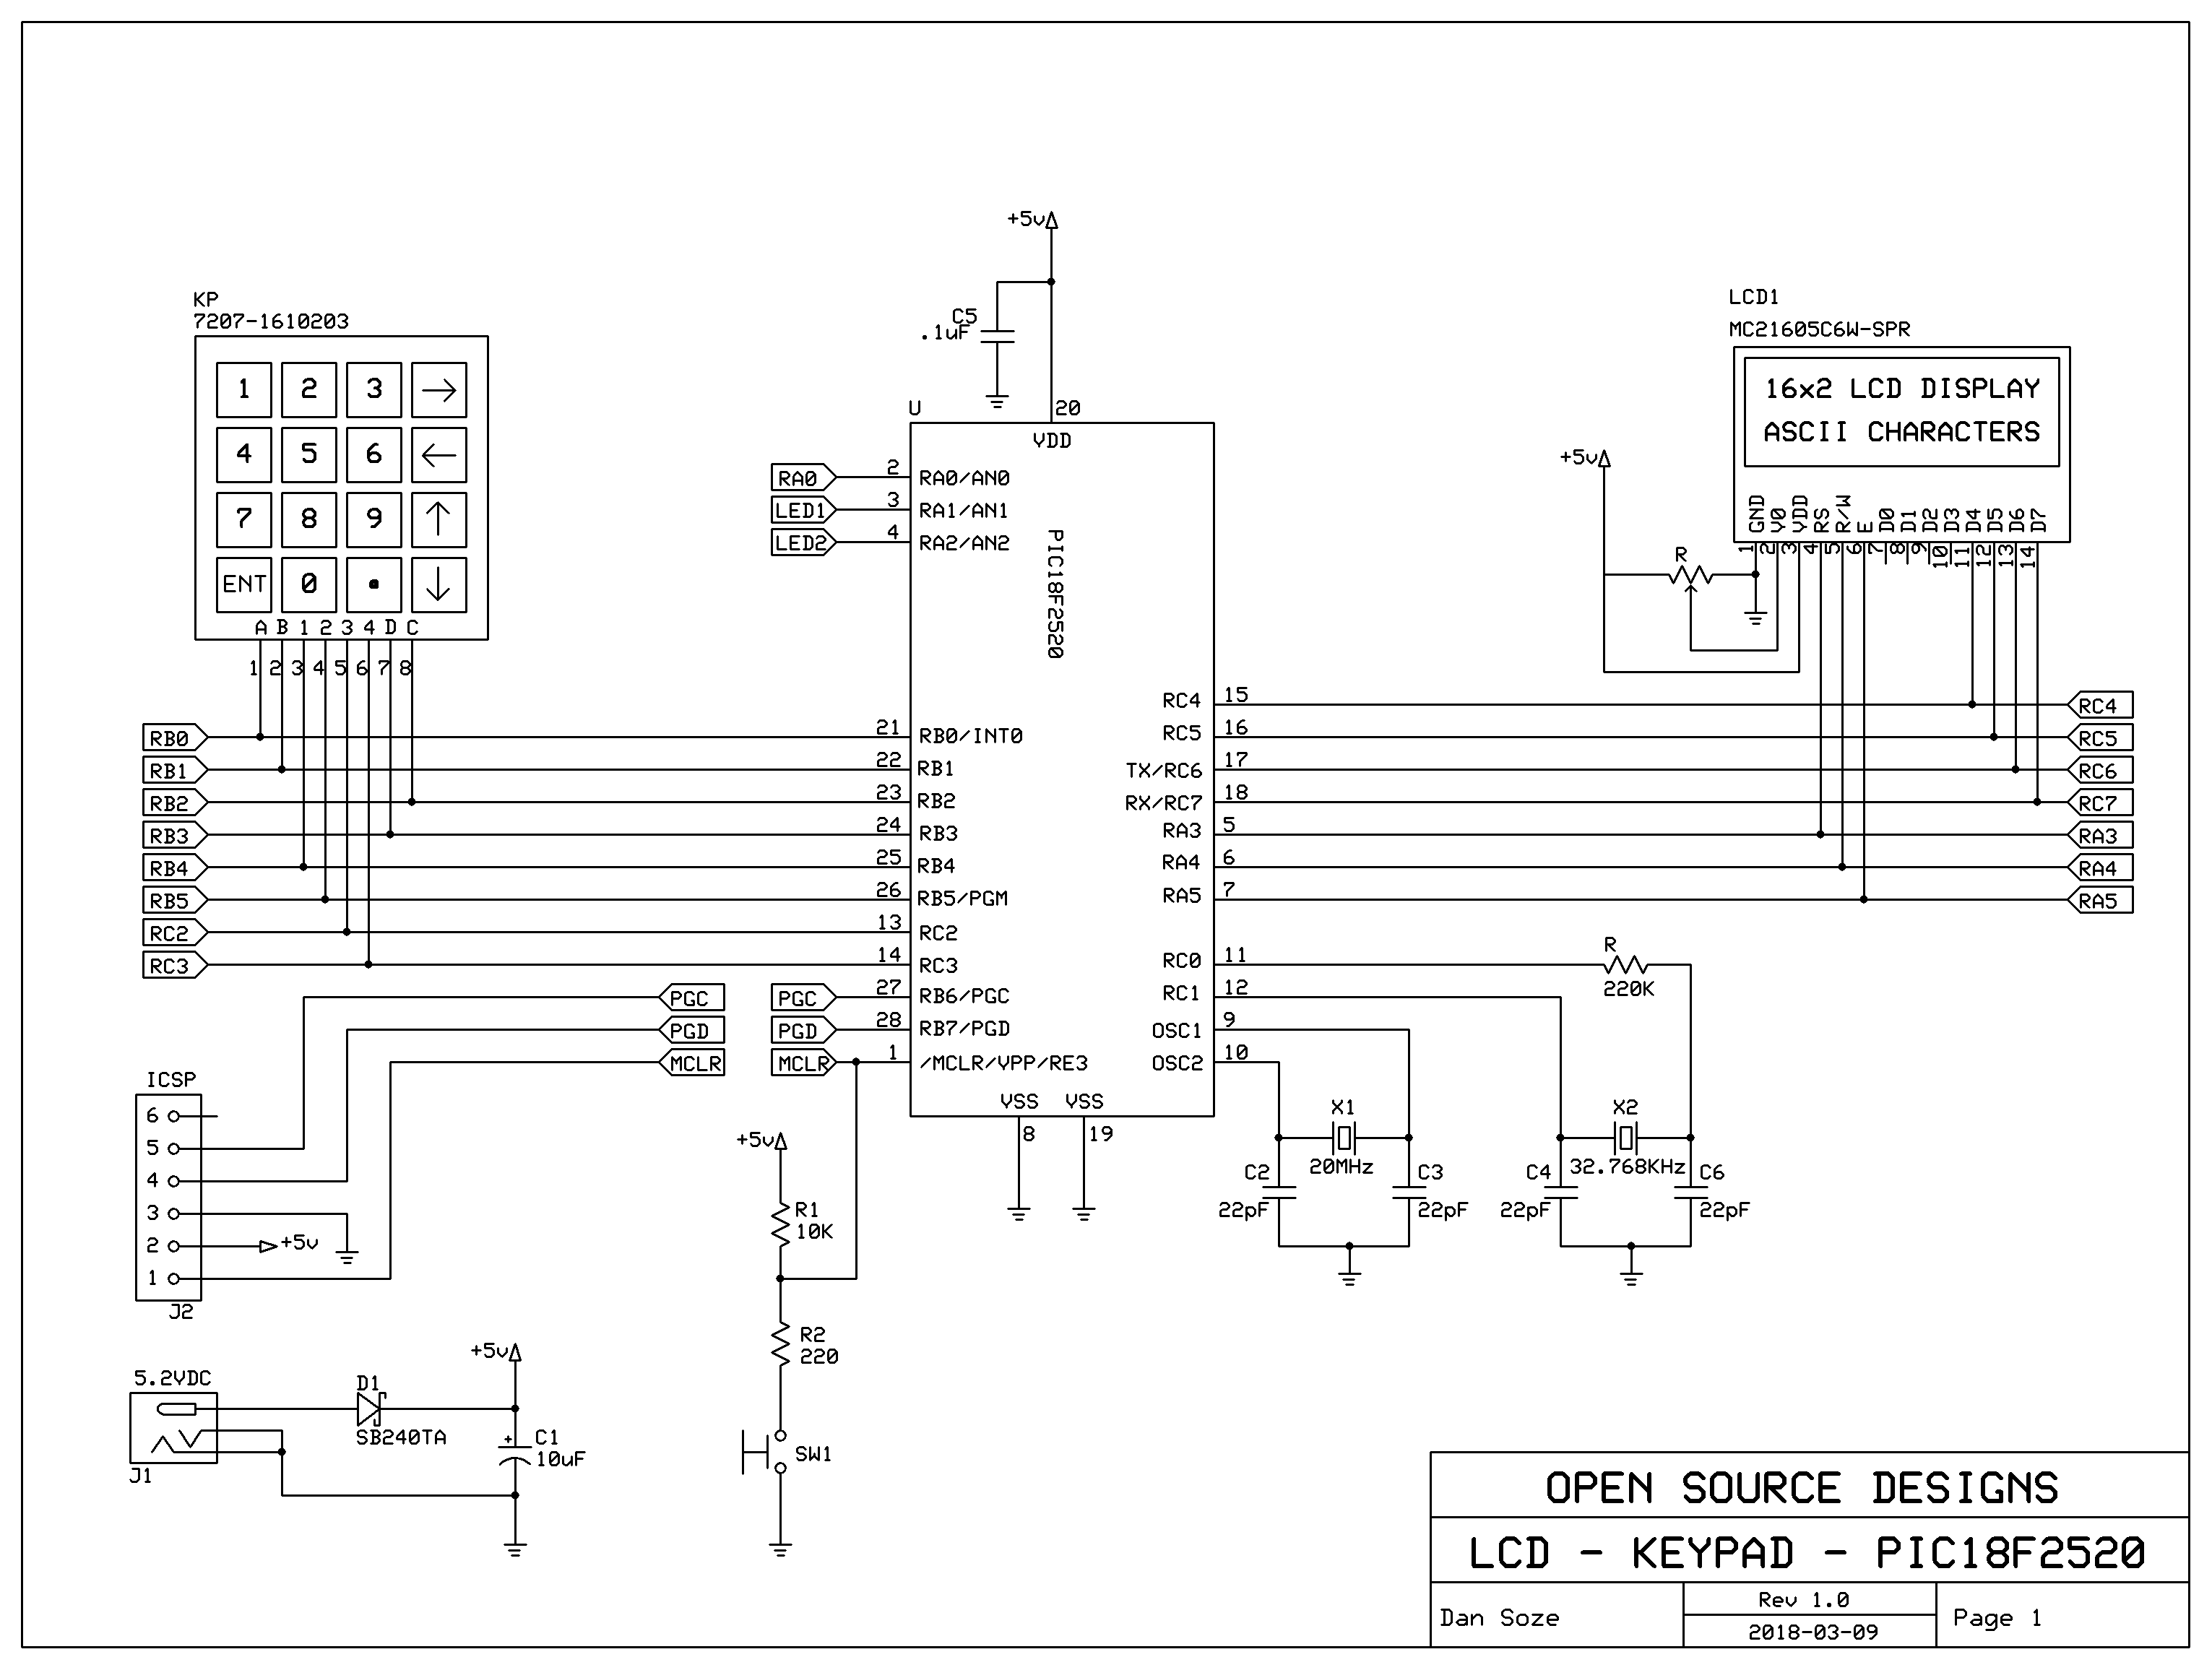 +5v
C5
.1uF
KP
7207-1610203
1 2 3 →
4 5 6 ←
7 8 9 ↑
ENT 0 . ↓
A B 1 2 3 4 D C
1 2 3 4 5 6 7 8
RB0
RB1
RB2
RB3
RB4
RB5
RC2
RC3
PGC
PGD
MCLR
U
20
VDD
PIC18F2520
RA0 2 RA0/AN0
LED1 3 RA1/AN1
LED2 4 RA2/AN2
21 RB0/INT0
22 RB1
23 RB2
24 RB3
25 RB4
26 RB5/PGM
13 RC2
14 RC3
PGC 27 RB6/PGC
PGD 28 RB7/PGD
MCLR 1 /MCLR/VPP/RE3
VSS VSS
8 19
RC4 15
RC5 16
TX/RC6 17
RX/RC7 18
RA3 5
RA4 6
RA5 7
RC0 11
RC1 12
OSC1 9
OSC2 10
LCD1
MC21605C6W-SPR
16x2 LCD DISPLAY
ASCII CHARACTERS
GND V0 VDD RS R/W E D0 D1 D2 D3 D4 D5 D6 D7
1 2 3 4 5 6 7 8 9 10 11 12 13 14
+5v
R
RC4
RC5
RC6
RC7
RA3
RA4
RA5
R
220K
X1
20MHz
C2
22pF
C3
22pF
X2
32.768KHz
C4
22pF
C6
22pF
ICSP
6
5
4
3
2 +5v
1
J2
+5v
R1
10K
R2
220
SW1
5.2VDC
J1
D1
SB240TA
+5v
+
C1
10uF
OPEN SOURCE DESIGNS
LCD - KEYPAD - PIC18F2520
Dan Soze
Rev 1.0
2018-03-09
Page 1